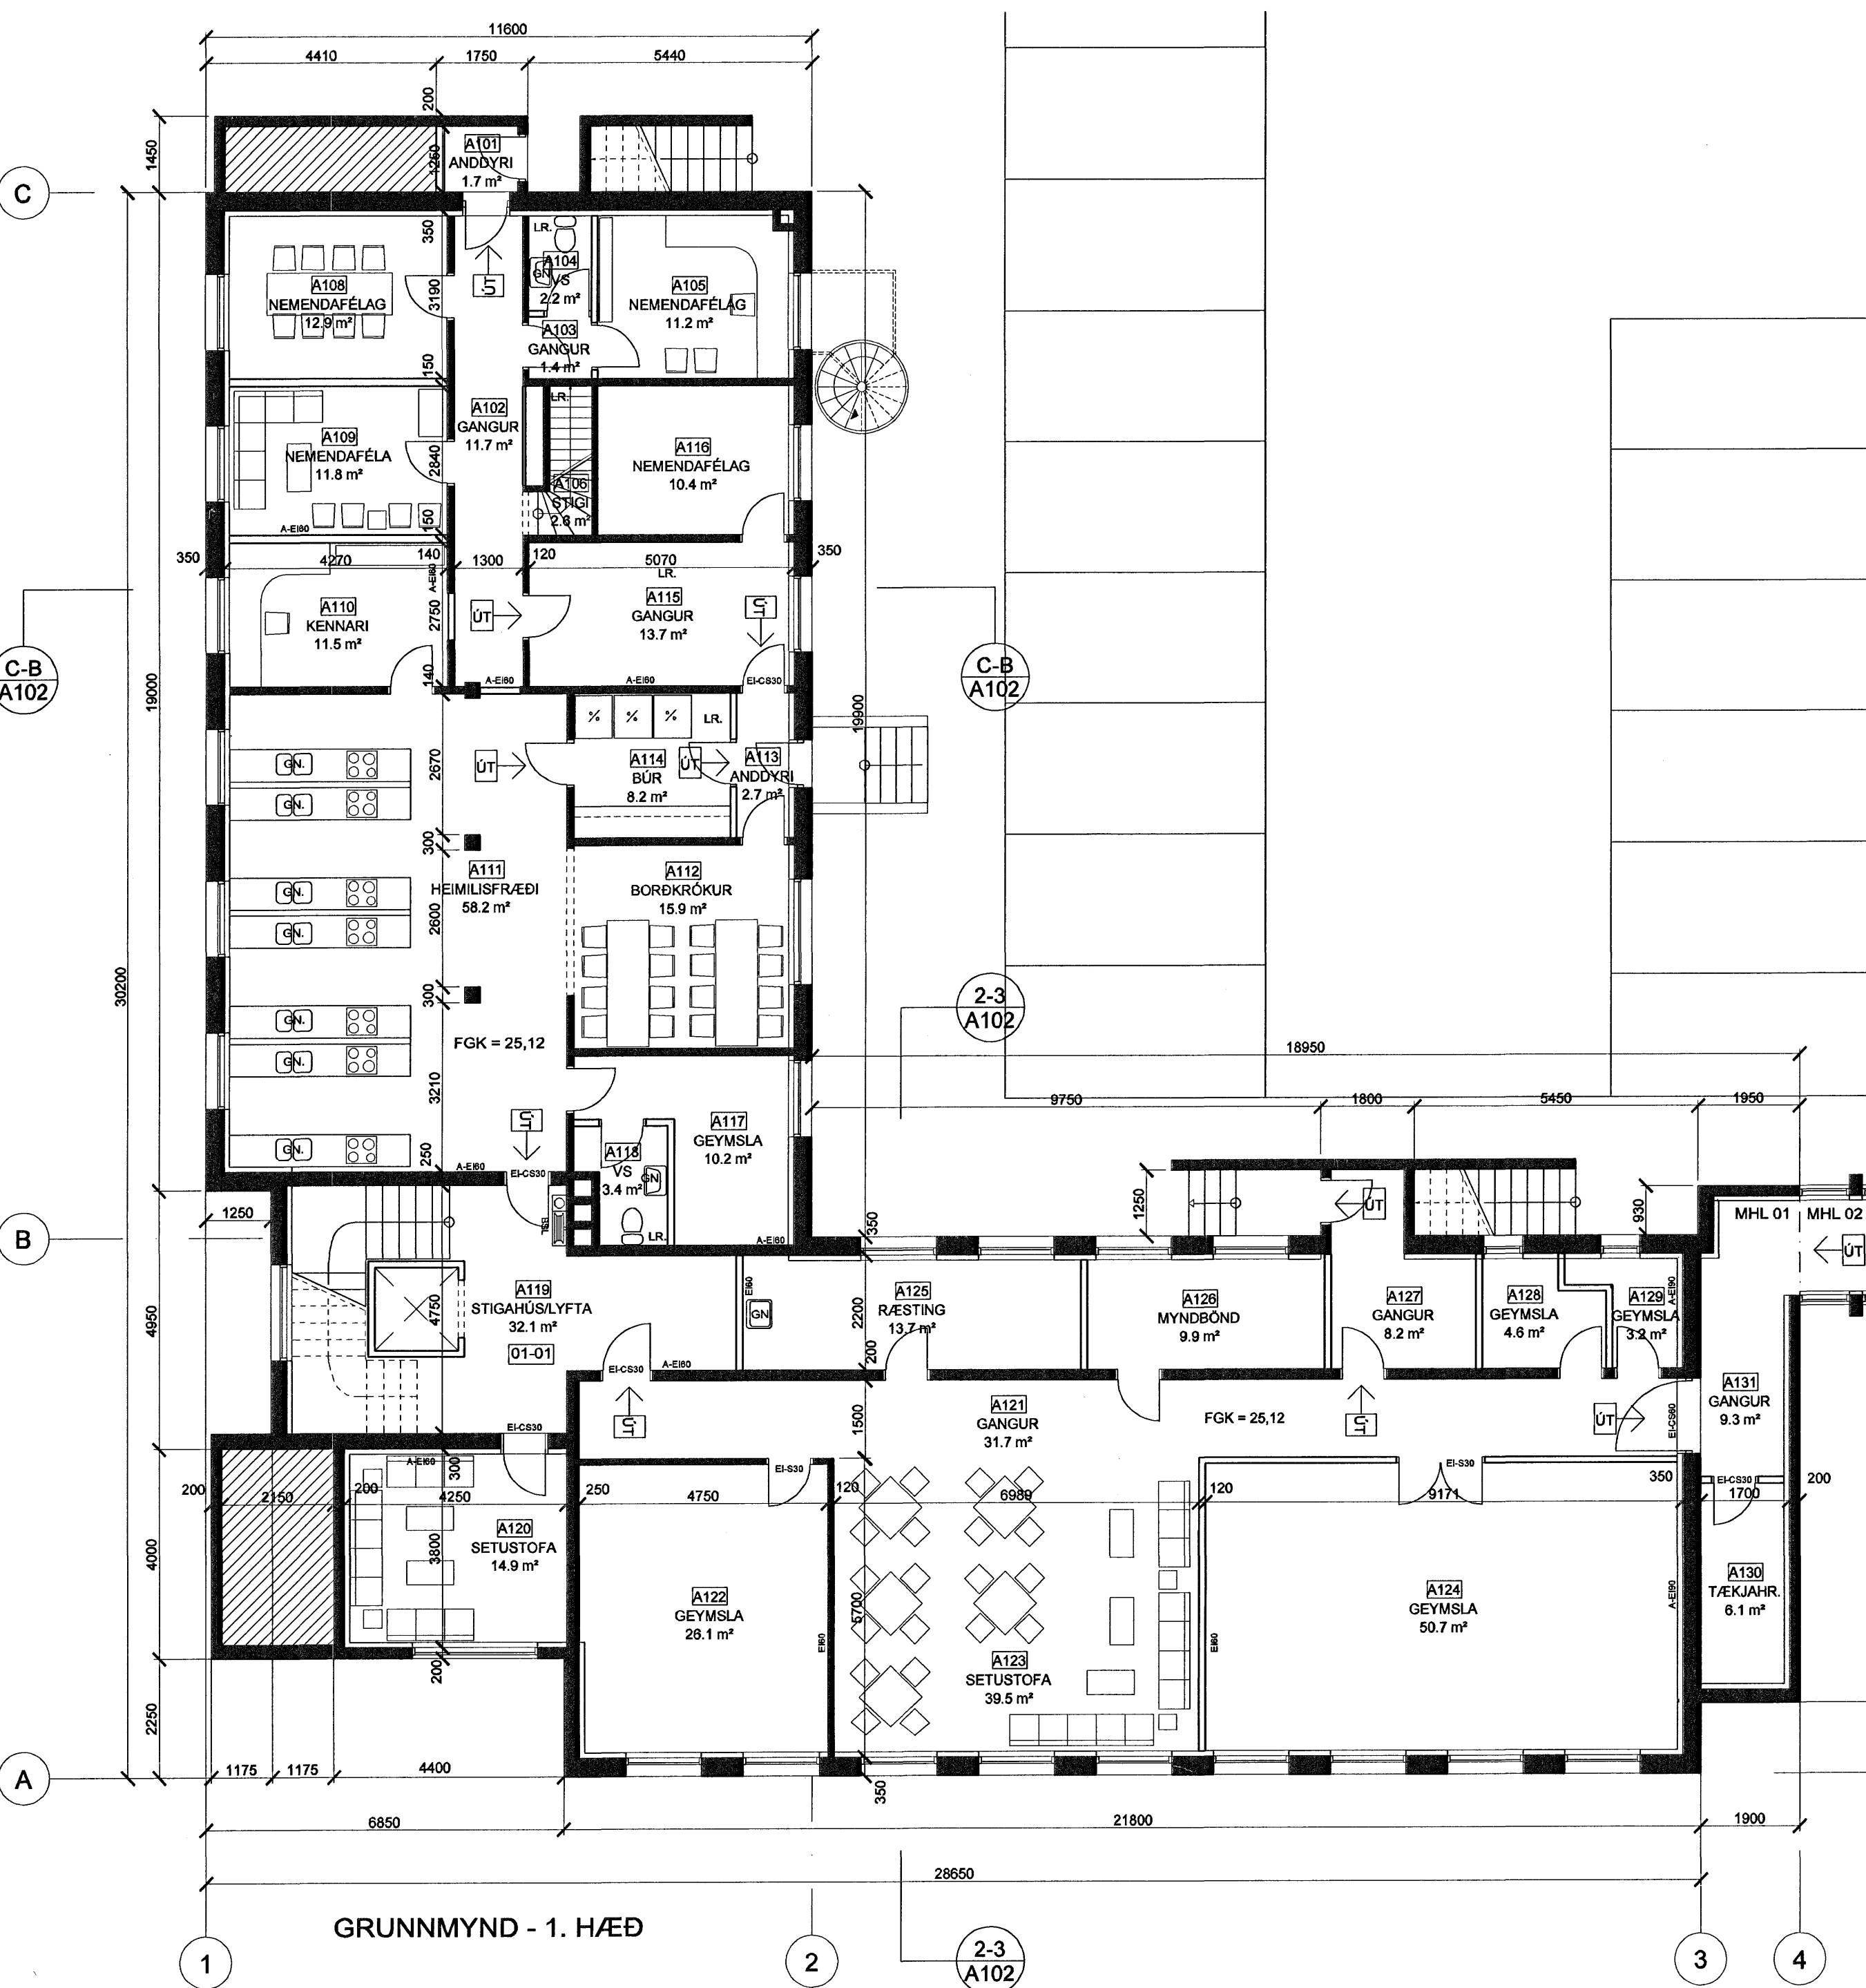 11600
4410 1750 5440
200
1450
1250
A101
ANDDYRI
1.7 m²
C
350
LR.
A104
GN
VS
2.2 m²
ÚT
A108
NEMENDAFÉLAG
12.9 m²
3190
A105
NEMENDAFÉLAG
11.2 m²
A103
GANGUR
1.4 m²
150
LR.
A102
GANGUR
11.7 m²
A109
NEMENDAFÉLA
11.8 m²
2840
A116
NEMENDAFÉLAG
10.4 m²
A106
STIGI
2.6 m²
A-EI60
150
350 4270 140 1300 120 5070 350
LR.
A-EI60
A110
KENNARI
11.5 m²
2750
ÚT
A115
GANGUR
13.7 m²
ÚT
140
A-EI60 A-EI60 EI-CS30
C-B
A102
C-B
A102
19000
19900
30200
% % % LR.
2670
ÚT
A114
BÚR
8.2 m²
ÚT
A113
ANDDYRI
2.7 m²
GN.
GN.
300
A111
HEIMILISFRÆÐI
58.2 m²
A112
BORÐKRÓKUR
15.9 m²
GN.
GN.
2600
300
2-3
A102
GN.
GN.
FGK = 25,12
3210
18950
9750 1800 5450 1950
ÚT
A117
GEYMSLA
10.2 m²
A118
VS
3.4 m²
GN
LR.
GN.
250
A-EI60 EI-CS30
A-EI60
1250
B
350
1250
ÚT
930
MHL 01 MHL 02
ÚT
4950
4750
A119
STIGAHÚS/LYFTA
32.1 m²
01-01
EI60
GN
A125
RÆSTING
13.7 m²
2200
200
A126
MYNDBÖND
9.9 m²
A127
GANGUR
8.2 m²
A128
GEYMSLA
4.6 m²
A129
GEYMSLA
3.2 m²
A-EI90
EI-CS30 A-EI60
ÚT
1500
A121
GANGUR
31.7 m²
FGK = 25,12
ÚT
ÚT
EI-CS60
A131
GANGUR
9.3 m²
EI-CS30
A-EI60
300
EI-S30
EI-S30
EI-CS30
200 2150 200 4250 250 4750 120 6980 120 9171 350 1700 200
4000
3800
A120
SETUSTOFA
14.9 m²
A122
GEYMSLA
26.1 m²
EI60
5700
A123
SETUSTOFA
39.5 m²
EI60
A124
GEYMSLA
50.7 m²
A-EI90
A130
TÆKJAHR.
6.1 m²
200
2250
A
1175 1175 4400
350
6850 21800 1900
28650
GRUNNMYND - 1. HÆÐ
1 2
2-3
A102
3 4